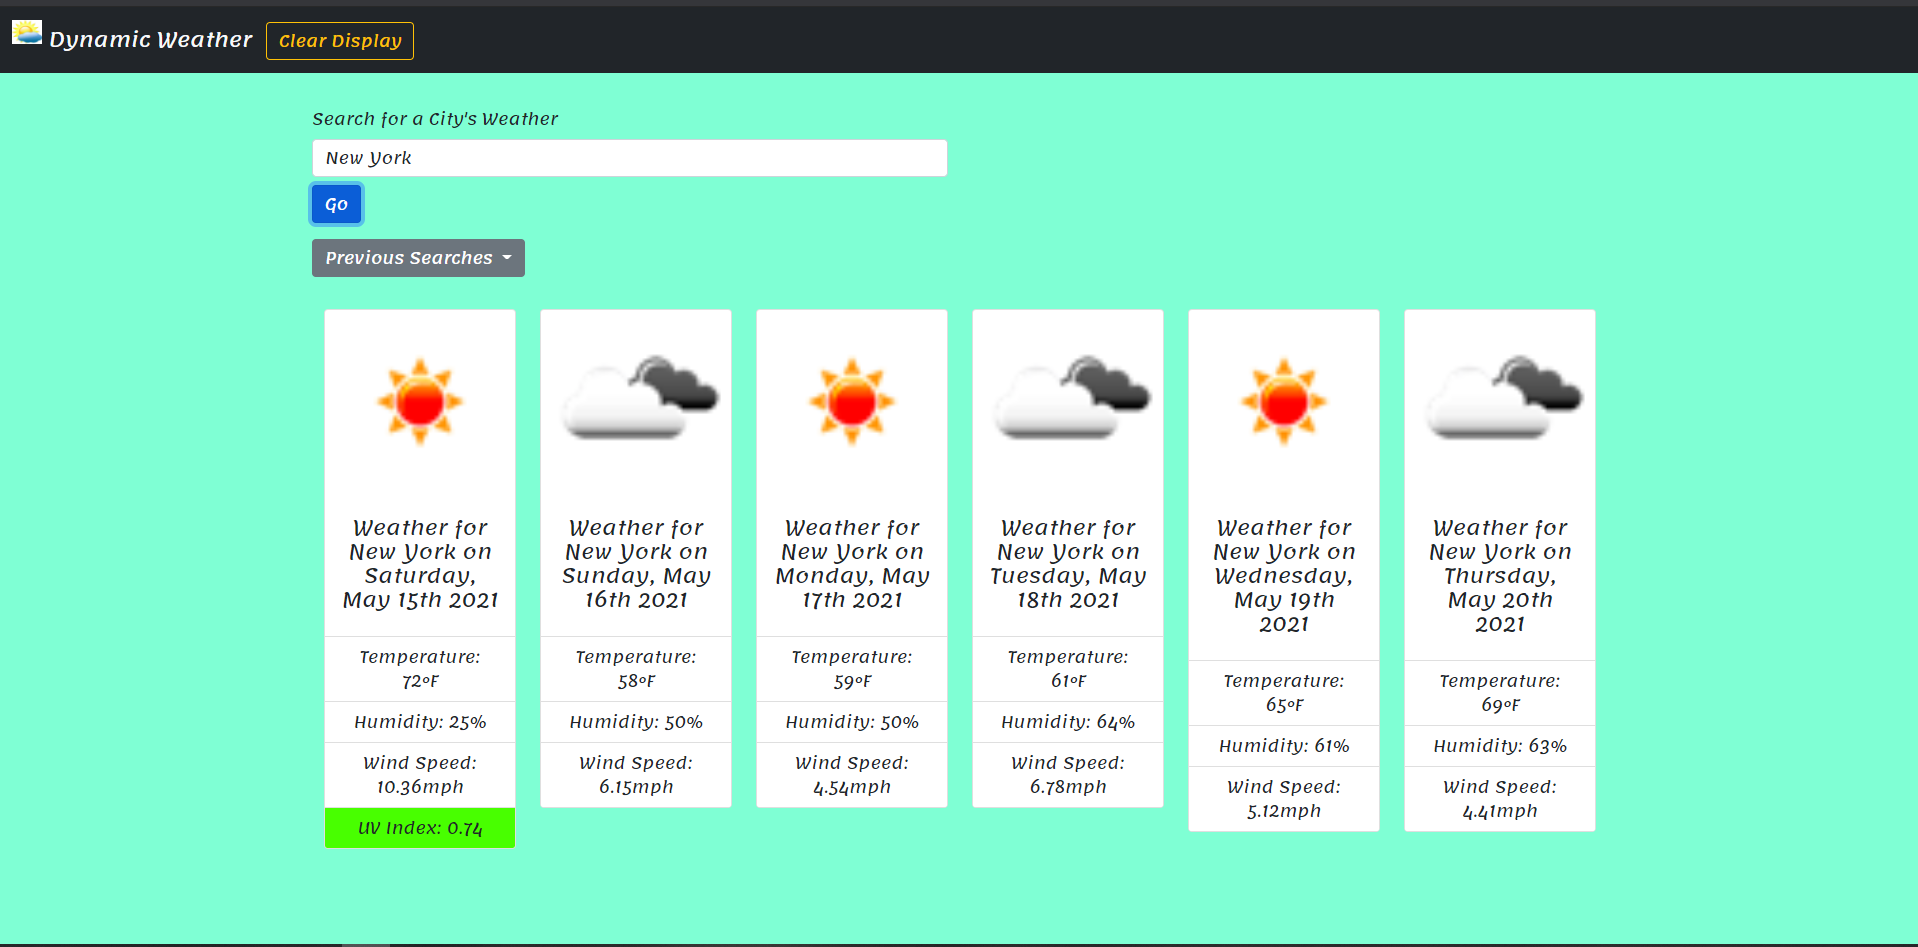 Dynamic Weather
Clear Display
Search for a City's Weather
New York
Go
Previous Searches
Weather for
New York on
Saturday,
May 15th 2021
Temperature:
72ºF
Humidity: 25%
Wind Speed:
10.36mph
UV Index: 0.74
Weather for
New York on
Sunday, May
16th 2021
Temperature:
58ºF
Humidity: 50%
Wind Speed:
6.15mph
Weather for
New York on
Monday, May
17th 2021
Temperature:
59ºF
Humidity: 50%
Wind Speed:
4.54mph
Weather for
New York on
Tuesday, May
18th 2021
Temperature:
61ºF
Humidity: 64%
Wind Speed:
6.78mph
Weather for
New York on
Wednesday,
May 19th
2021
Temperature:
65ºF
Humidity: 61%
Wind Speed:
5.12mph
Weather for
New York on
Thursday,
May 20th
2021
Temperature:
69ºF
Humidity: 63%
Wind Speed:
4.41mph